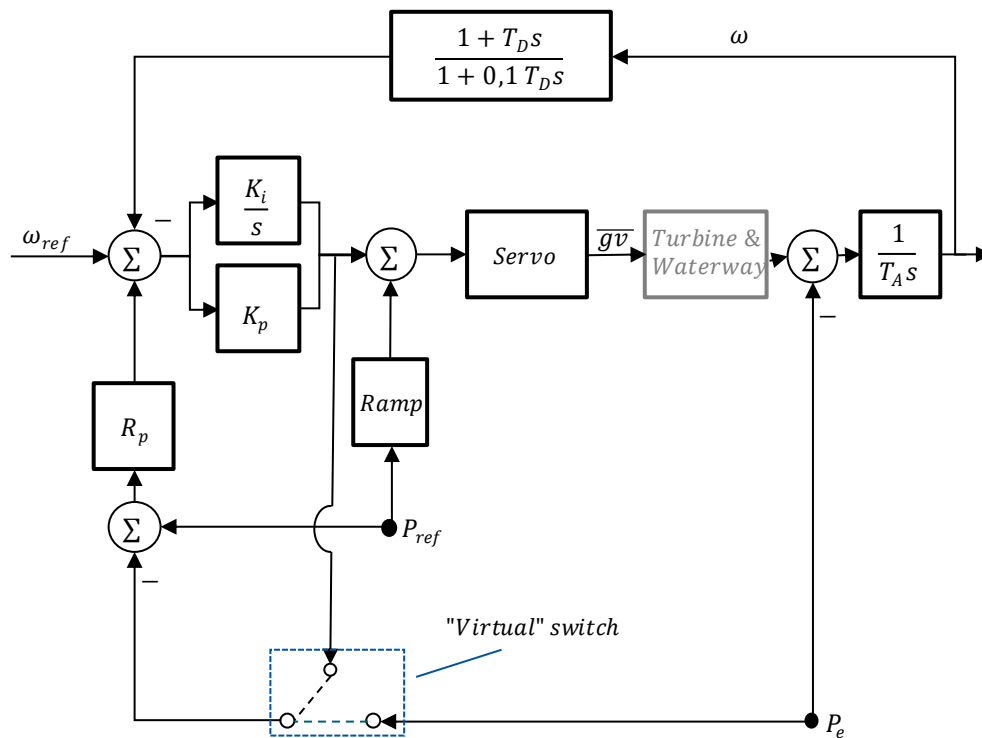 1 + T_D s
1 + 0,1 T_D s
ω
−
K_i
s
ω_ref
Σ
Σ
Servo
gv
Turbine &
Waterway
Σ
1
T_A s
K_p
−
R_p
Ramp
Σ
P_ref
−
"Virtual" switch
P_e